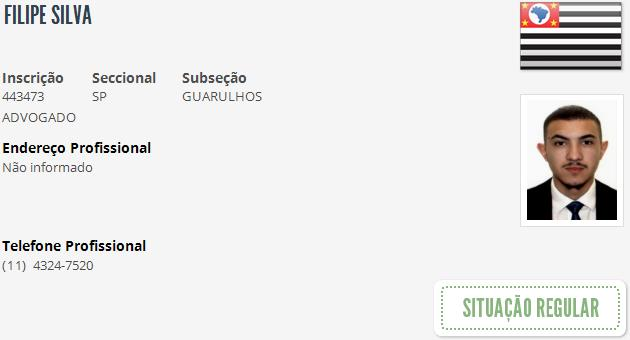 FILIPE SILVA
Inscrição Seccional Subseção
443473 SP GUARULHOS
ADVOGADO
Endereço Profissional
Não informado
Telefone Profissional
(11) 4324-7520
SITUAÇÃO REGULAR